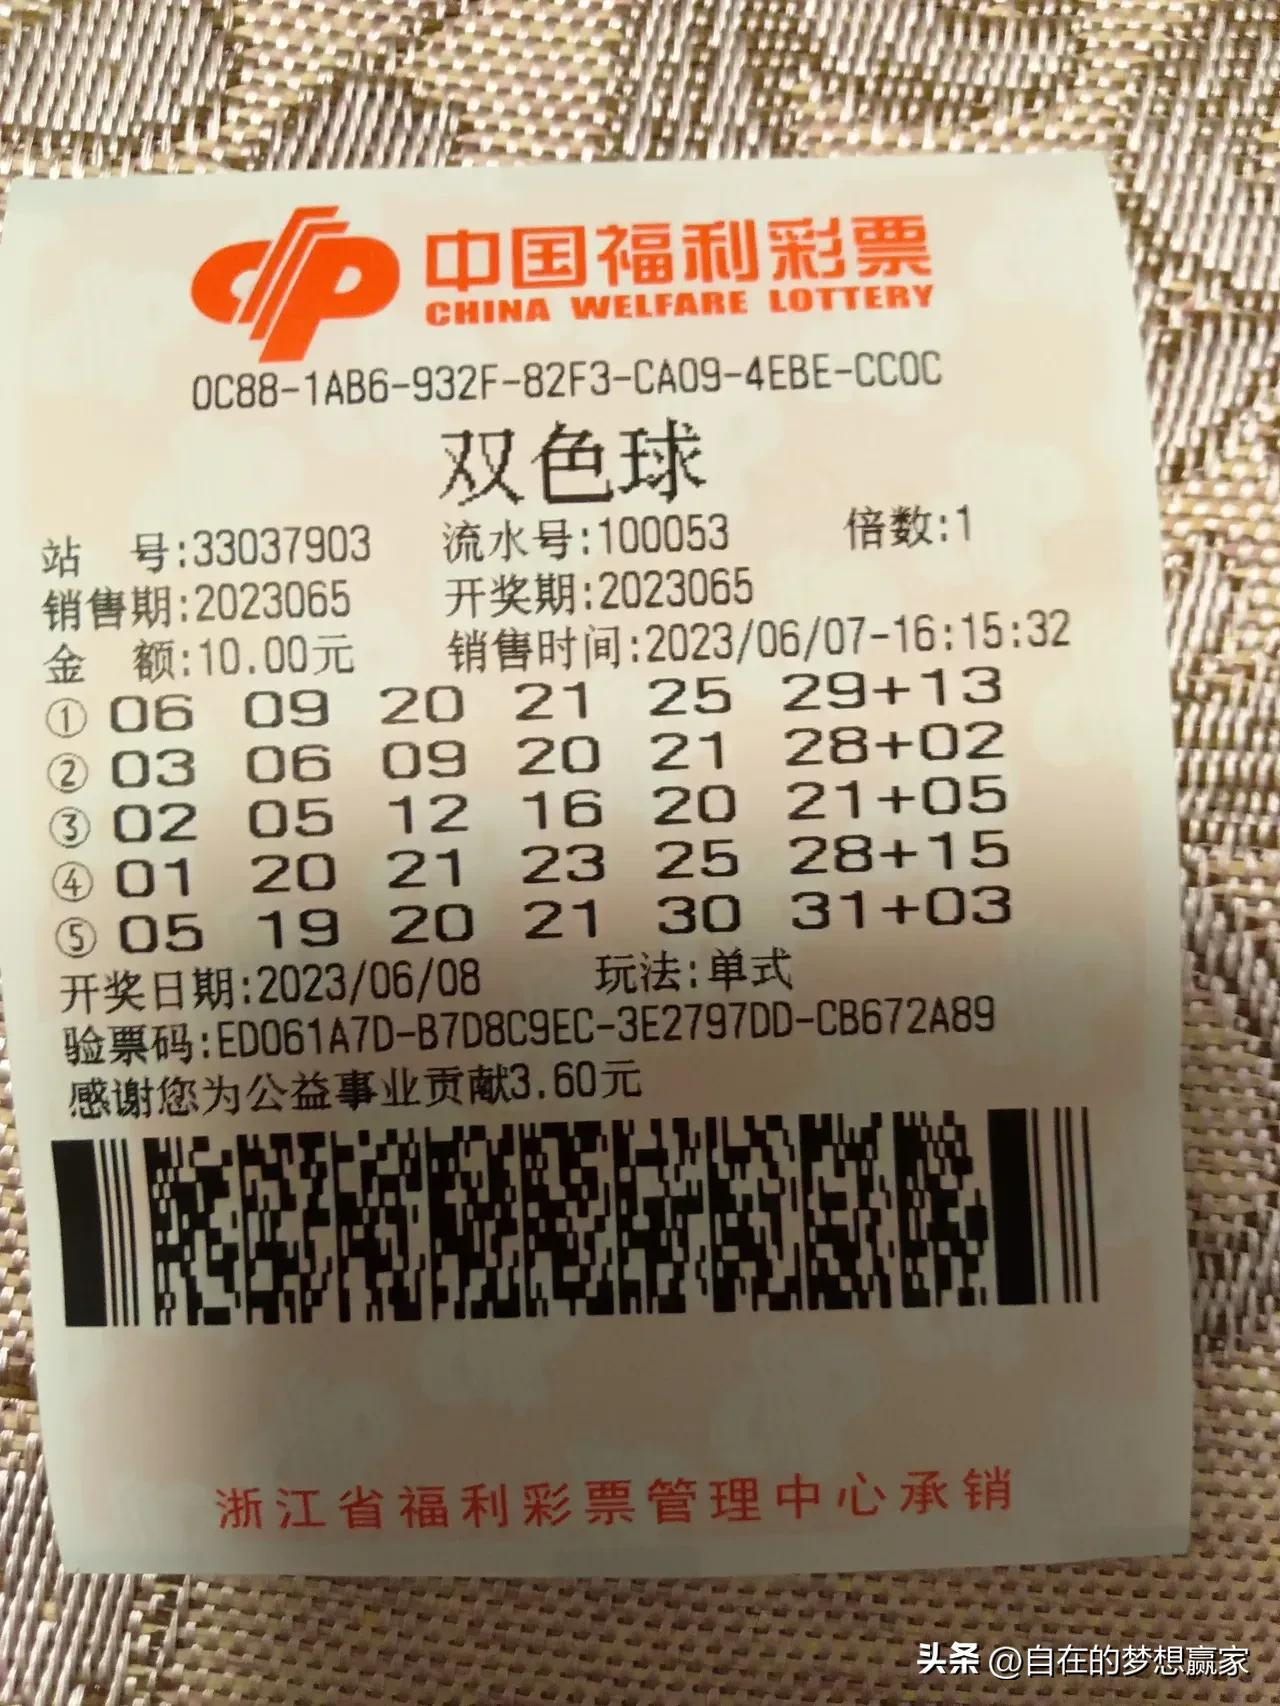 中国福利彩票
CHINA WELFARE LOTTERY
0C88-1AB6-932F-82F3-CA09-4EBE-CC0C
双色球
站 号:33037903 流水号:100053 倍数:1
销售期:2023065 开奖期:2023065
金 额:10.00元 销售时间:2023/06/07-16:15:32
① 06 09 20 21 25 29+13
② 03 06 09 20 21 28+02
③ 02 05 12 16 20 21+05
④ 01 20 21 23 25 28+15
⑤ 05 19 20 21 30 31+03
开奖日期:2023/06/08 玩法:单式
验票码:ED061A7D-B7D8C9EC-3E2797DD-CB672A89
感谢您为公益事业贡献3.60元
浙江省福利彩票管理中心承销
头条 @自在的梦想赢家